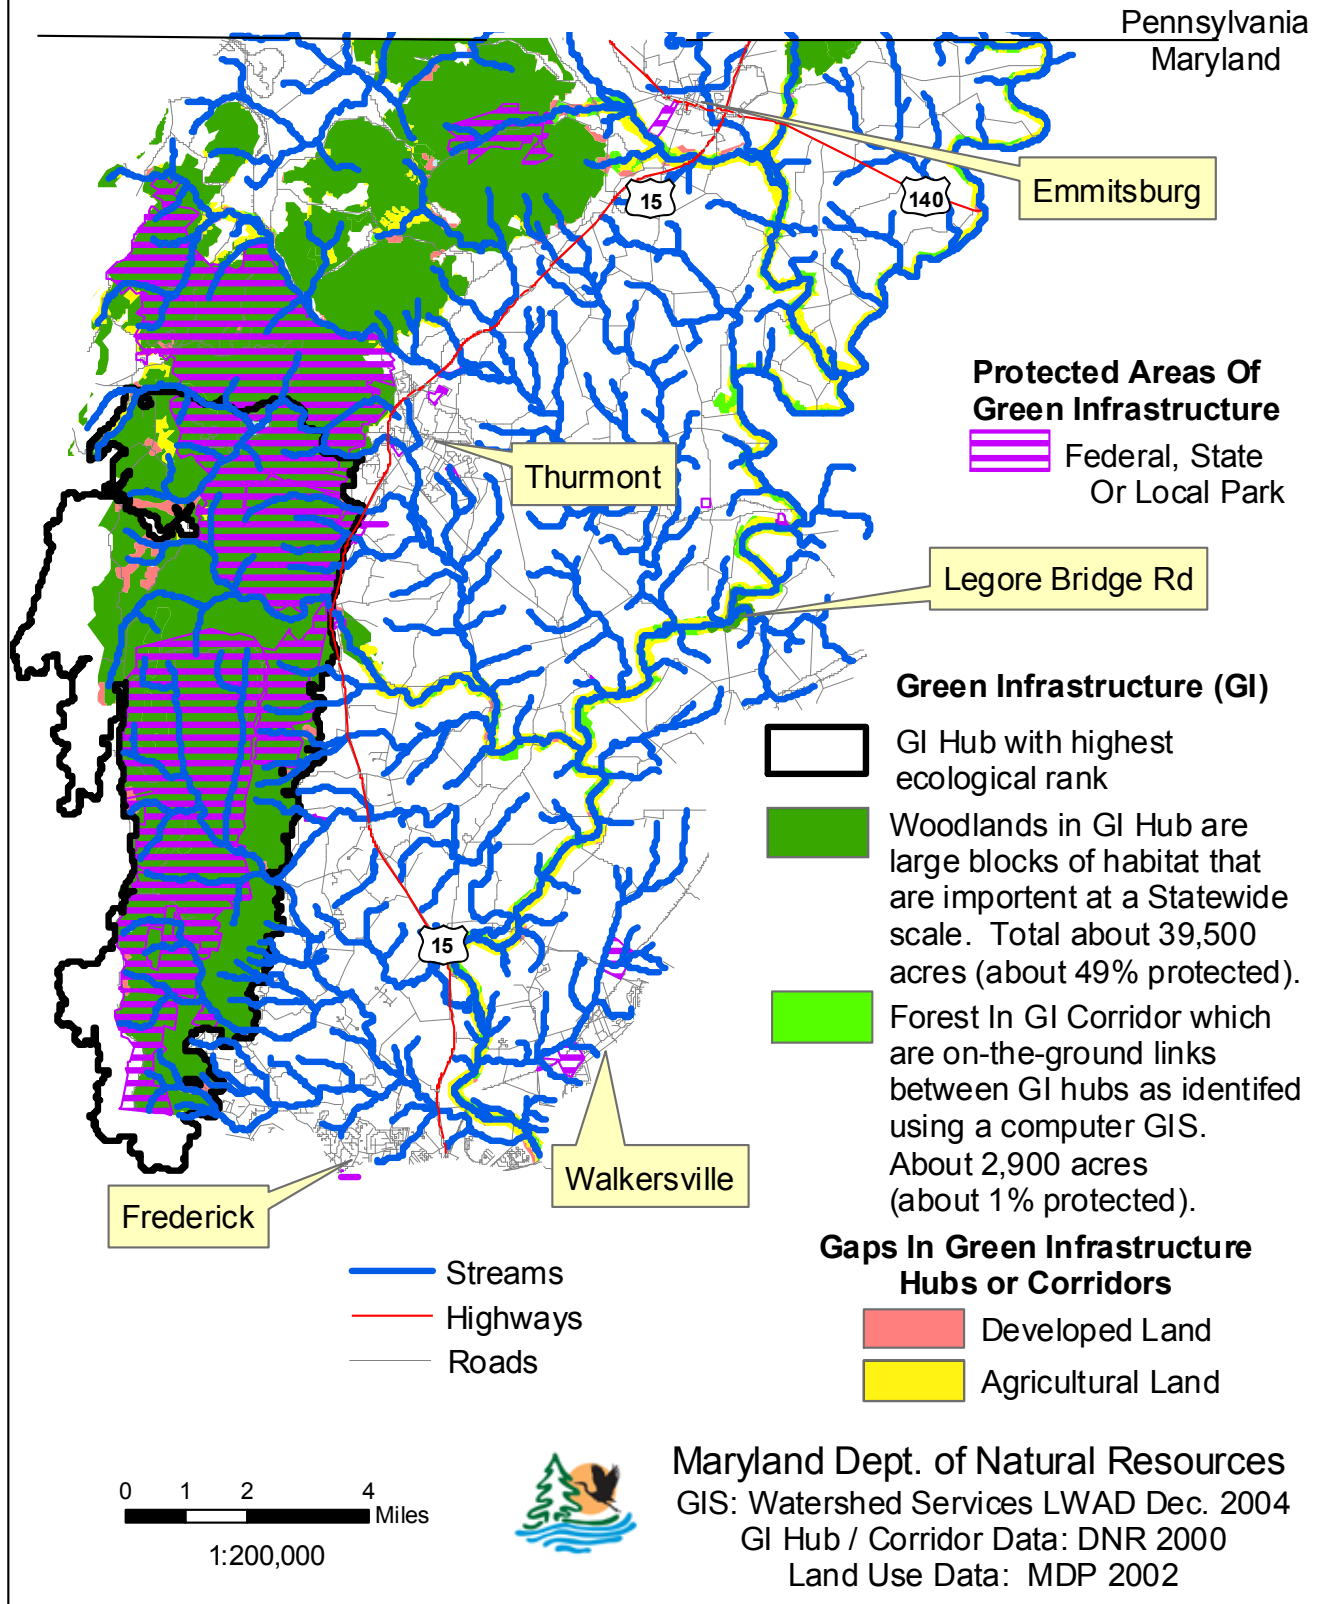 Pennsylvania
Maryland
Emmitsburg
15
140
Protected Areas Of
Green Infrastructure
Federal, State
Or Local Park
Thurmont
Legore Bridge Rd
Green Infrastructure (GI)
GI Hub with highest
ecological rank
Woodlands in GI Hub are
large blocks of habitat that
are importent at a Statewide
scale. Total about 39,500
acres (about 49% protected).
15
Forest In GI Corridor which
are on-the-ground links
between GI hubs as identifed
using a computer GIS.
About 2,900 acres
(about 1% protected).
Walkersville
Frederick
Gaps In Green Infrastructure
Hubs or Corridors
Developed Land
Agricultural Land
Streams
Highways
Roads
0 1 2 4
Miles
1:200,000
Maryland Dept. of Natural Resources
GIS: Watershed Services LWAD Dec. 2004
GI Hub / Corridor Data: DNR 2000
Land Use Data: MDP 2002